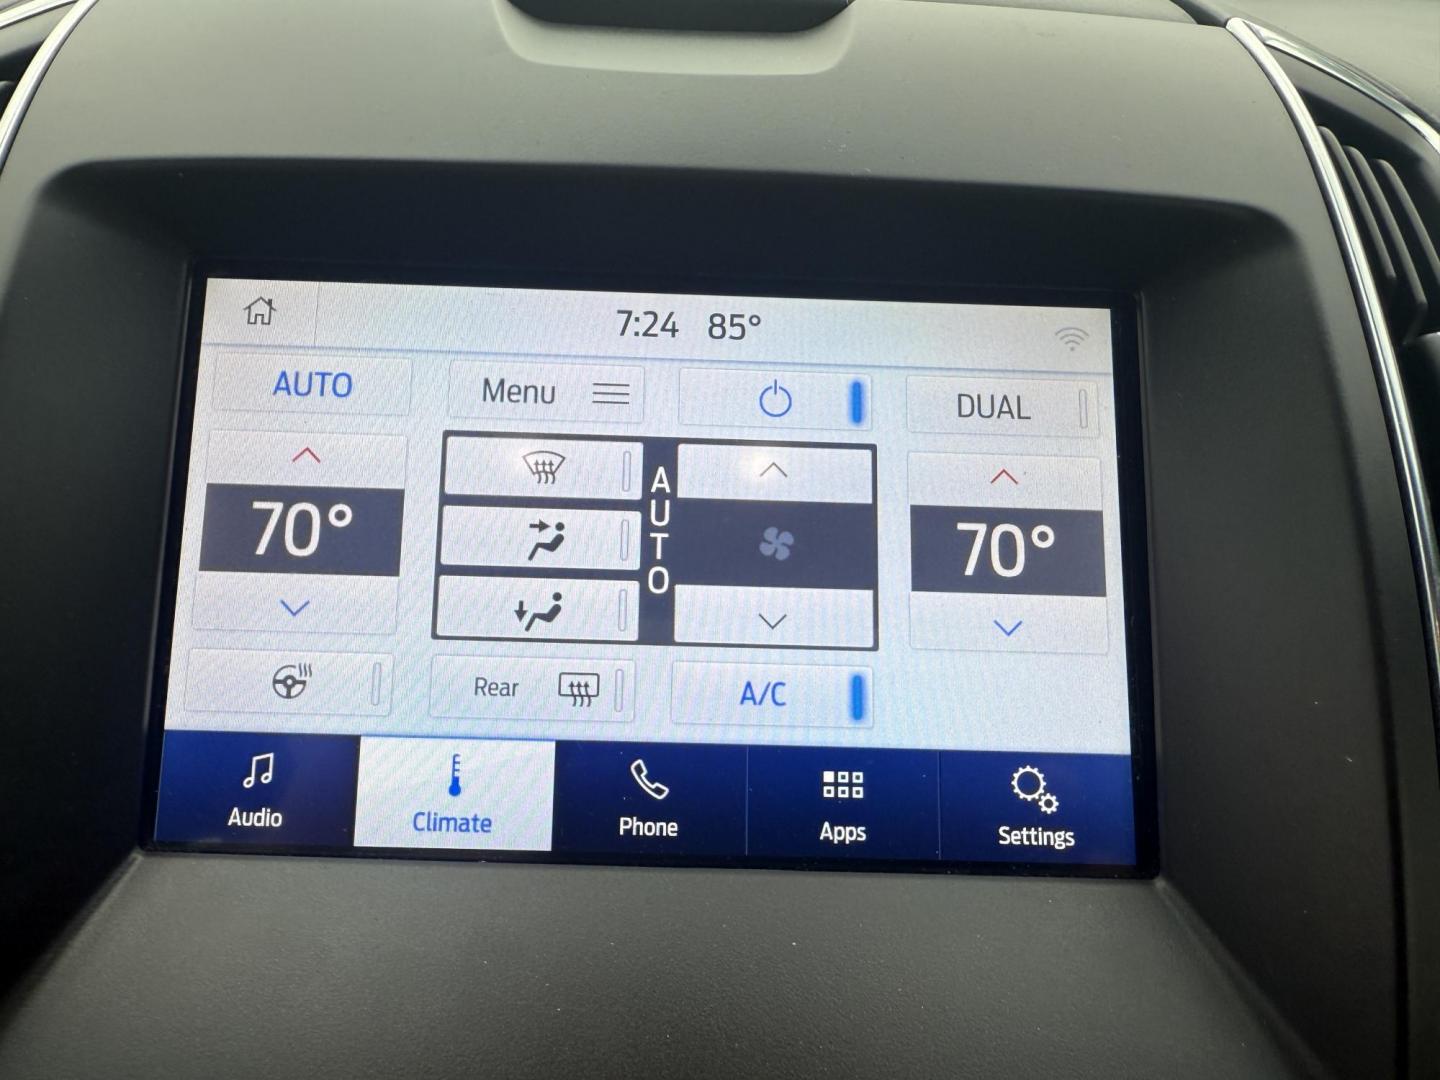 7:24 85°
AUTO Menu DUAL
70° AUTO 70°
Rear A/C
Audio Climate Phone Apps Settings